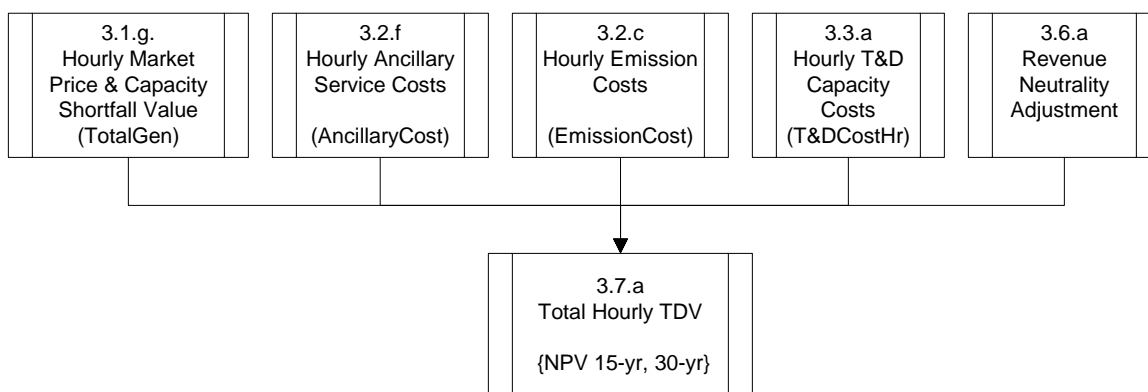 3.1.g.
Hourly Market
Price & Capacity
Shortfall Value
(TotalGen)
3.2.f
Hourly Ancillary
Service Costs
(AncillaryCost)
3.2.c
Hourly Emission
Costs
(EmissionCost)
3.3.a
Hourly T&D
Capacity
Costs
(T&DCostHr)
3.6.a
Revenue
Neutrality
Adjustment
3.7.a
Total Hourly TDV
{NPV 15-yr, 30-yr}